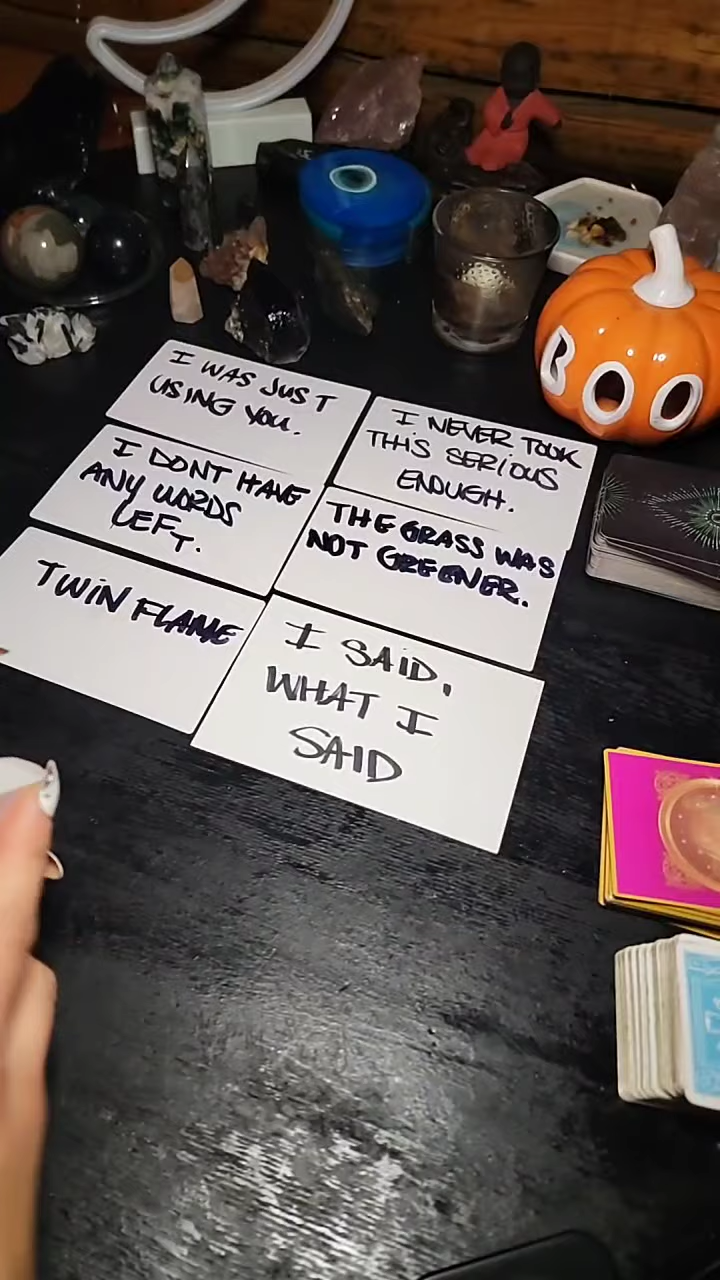 I WAS JUST
USING YOU.
I NEVER TOOK
THIS SERIOUS
ENOUGH.
I DONT HAVE
ANY WORDS
LEFT.
THE GRASS WAS
NOT GREENER.
TWIN FLAME
I SAID,
WHAT I
SAID
BOO